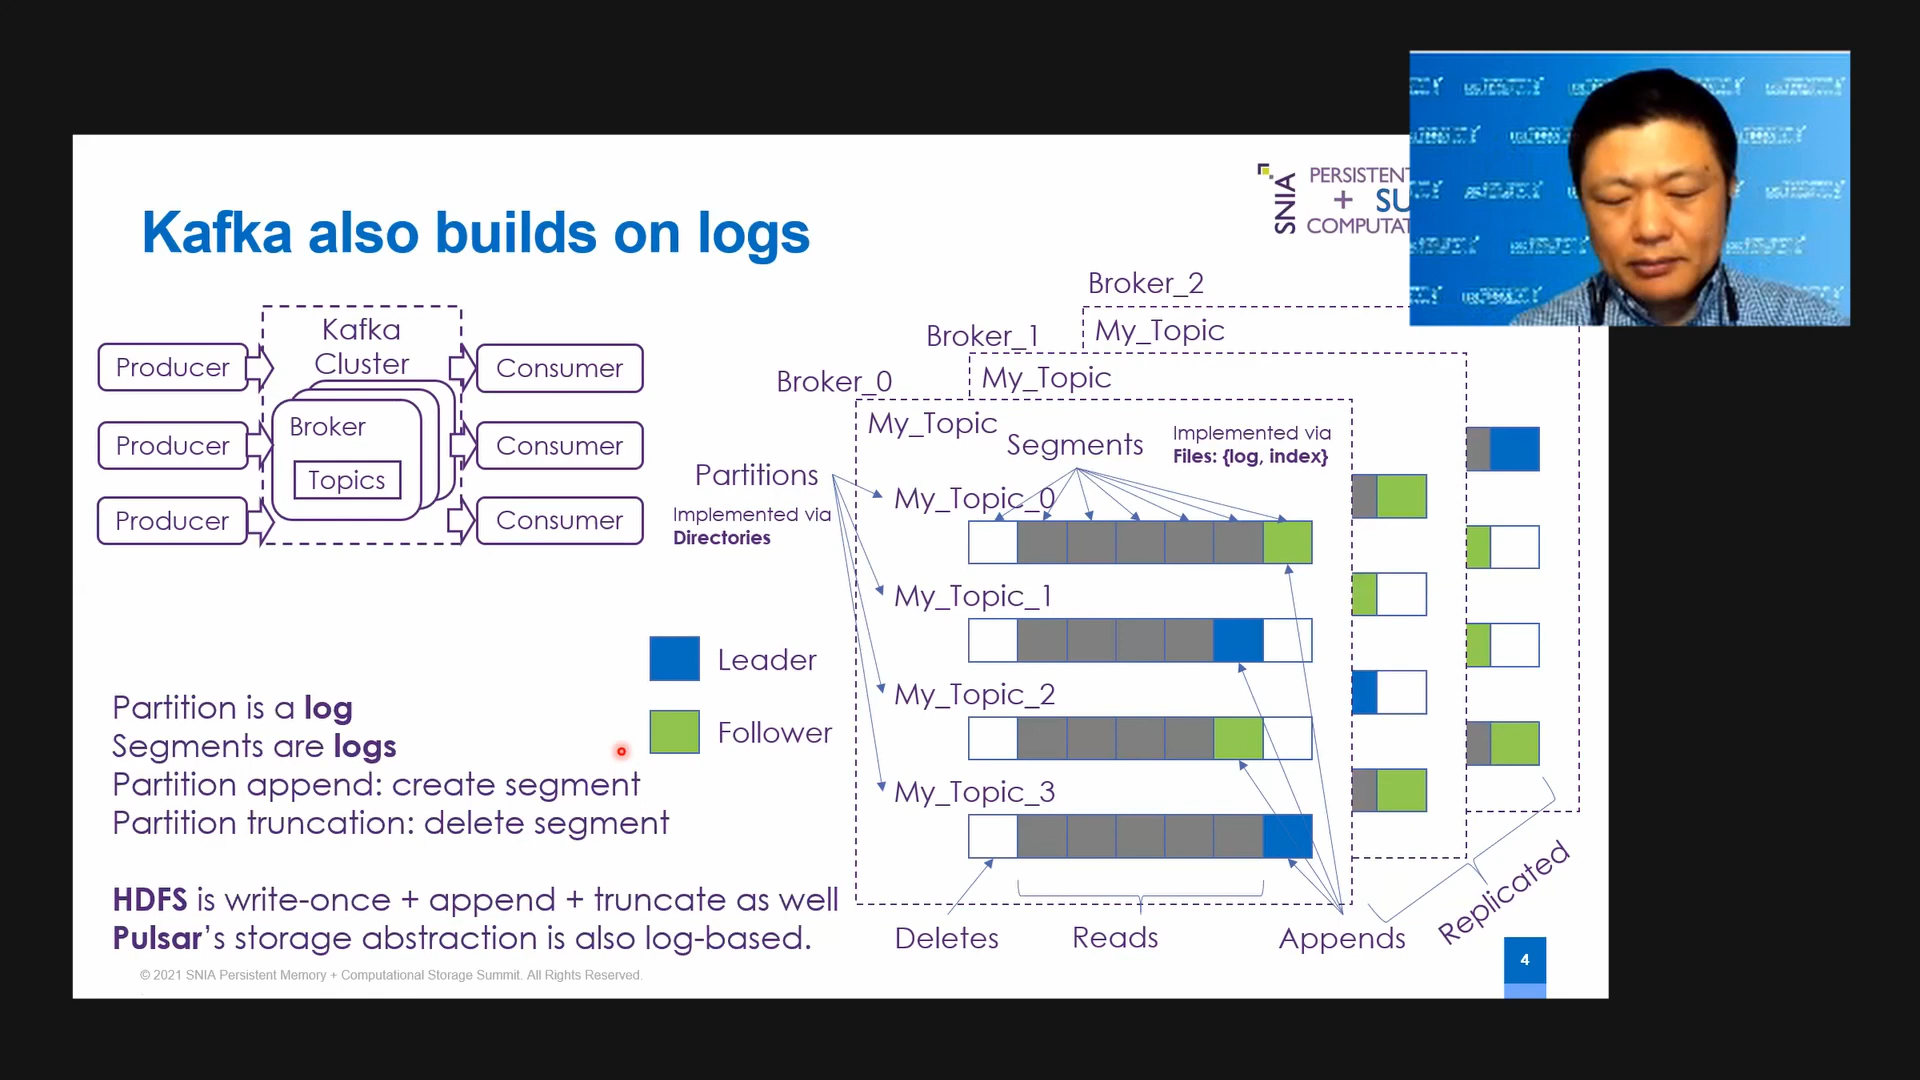 Kafka also builds on logs
SNIA
PERSISTENT
+ SU
COMPUTAT
Kafka
Cluster
Producer
Producer
Producer
Broker
Topics
Consumer
Consumer
Consumer
Broker_2
My_Topic
Broker_1
My_Topic
Broker_0
My_Topic
Segments
Implemented via
Files: {log, index}
Partitions
Implemented via
Directories
My_Topic_0
My_Topic_1
My_Topic_2
My_Topic_3
Leader
Follower
Partition is a log
Segments are logs
Partition append: create segment
Partition truncation: delete segment
HDFS is write-once + append + truncate as well
Pulsar's storage abstraction is also log-based.
Deletes
Reads
Appends
Replicated
© 2021 SNIA Persistent Memory + Computational Storage Summit. All Rights Reserved.
4